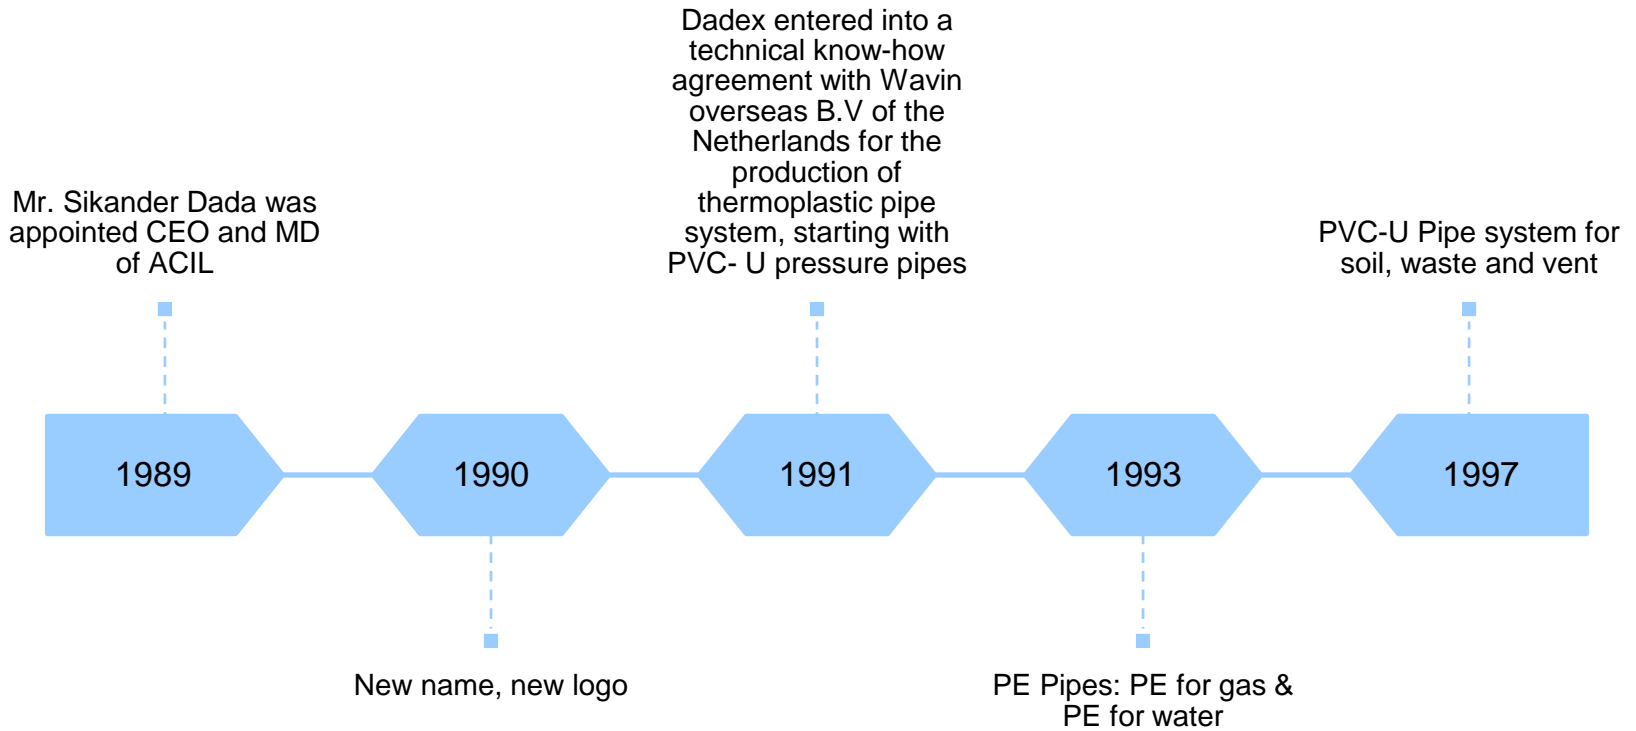 Dadex entered into a
technical know-how
agreement with Wavin
overseas B.V of the
Netherlands for the
production of
thermoplastic pipe
system, starting with
PVC- U pressure pipes
Mr. Sikander Dada was
appointed CEO and MD
of ACIL
PVC-U Pipe system for
soil, waste and vent
1989
1990
1991
1993
1997
New name, new logo
PE Pipes: PE for gas &
PE for water